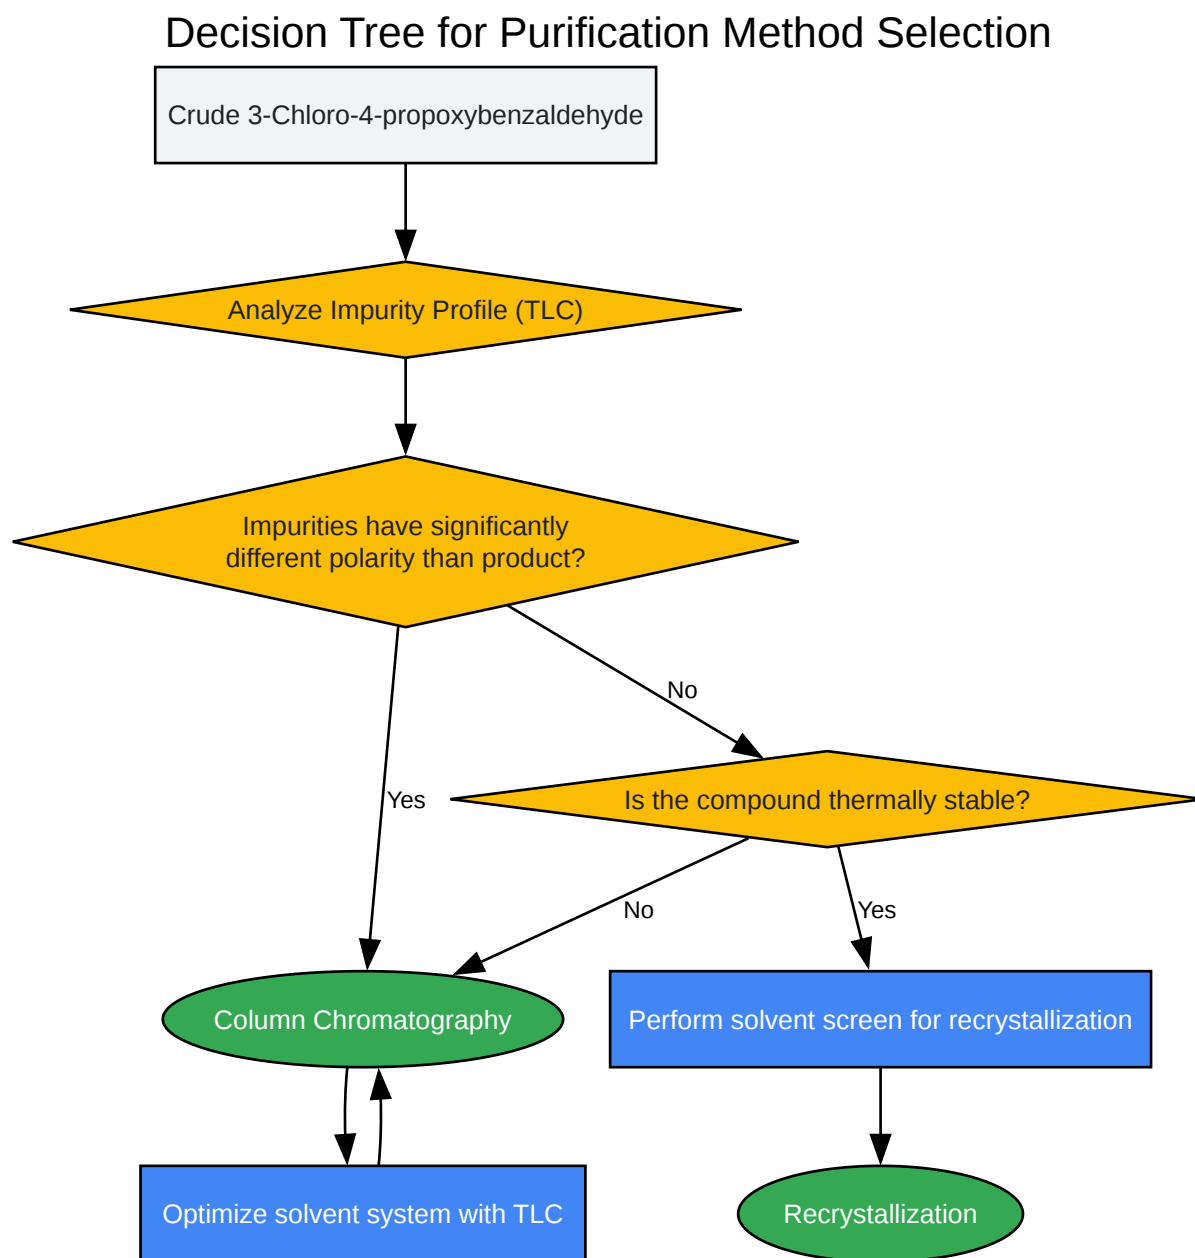 Decision Tree for Purification Method Selection
Crude 3-Chloro-4-propoxybenzaldehyde
Analyze Impurity Profile (TLC)
Impurities have significantly
different polarity than product?
No
Yes
Is the compound thermally stable?
No
Yes
Column Chromatography
Perform solvent screen for recrystallization
Optimize solvent system with TLC
Recrystallization